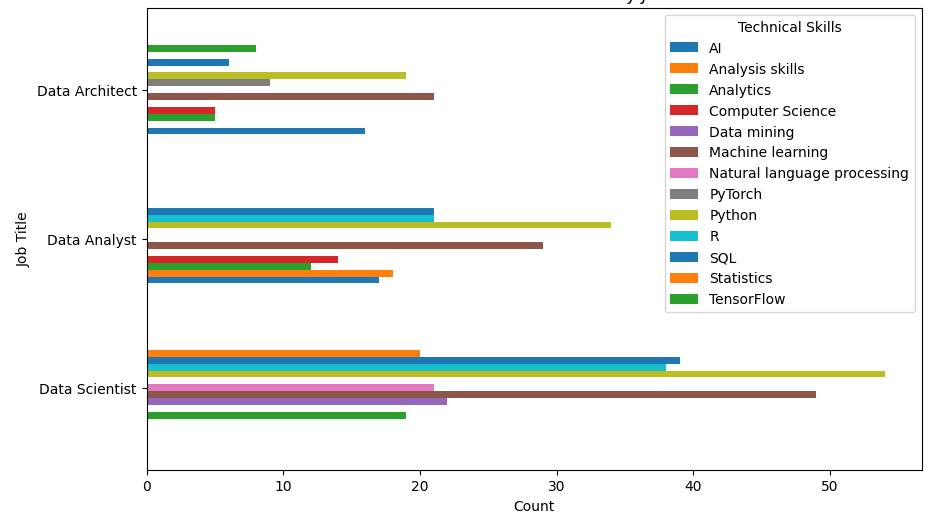 Technical Skills
AI
Analysis skills
Analytics
Computer Science
Data mining
Machine learning
Natural language processing
PyTorch
Python
R
SQL
Statistics
TensorFlow
Data Architect
Data Analyst
Data Scientist
Job Title
0 10 20 30 40 50
Count